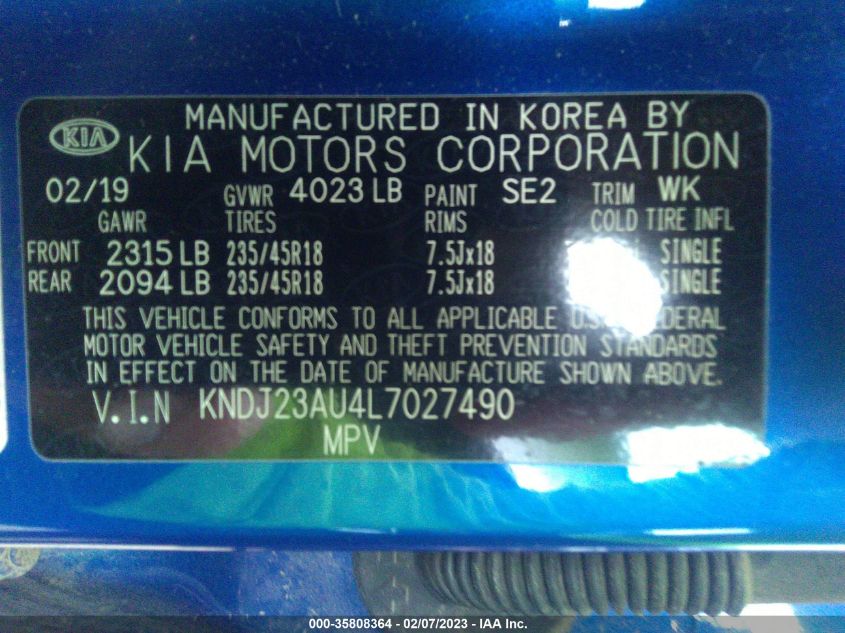 MANUFACTURED IN KOREA BY
KIA KIA MOTORS CORPORATION
02/19 GVWR 4023 LB PAINT SE2 TRIM WK
GAWR TIRES RIMS COLD TIRE INFL
FRONT 2315 LB 235/45R18 7.5Jx18 SINGLE
REAR 2094 LB 235/45R18 7.5Jx18 SINGLE
THIS VEHICLE CONFORMS TO ALL APPLICABLE
MOTOR VEHICLE SAFETY AND THEFT PREVENTION STANDARDS
IN EFFECT ON THE DATE OF MANUFACTURE SHOWN ABOVE.
V.I.N KNDJ23AU4L7027490
MPV
000-35808364 - 02/07/2023 - IAA Inc.